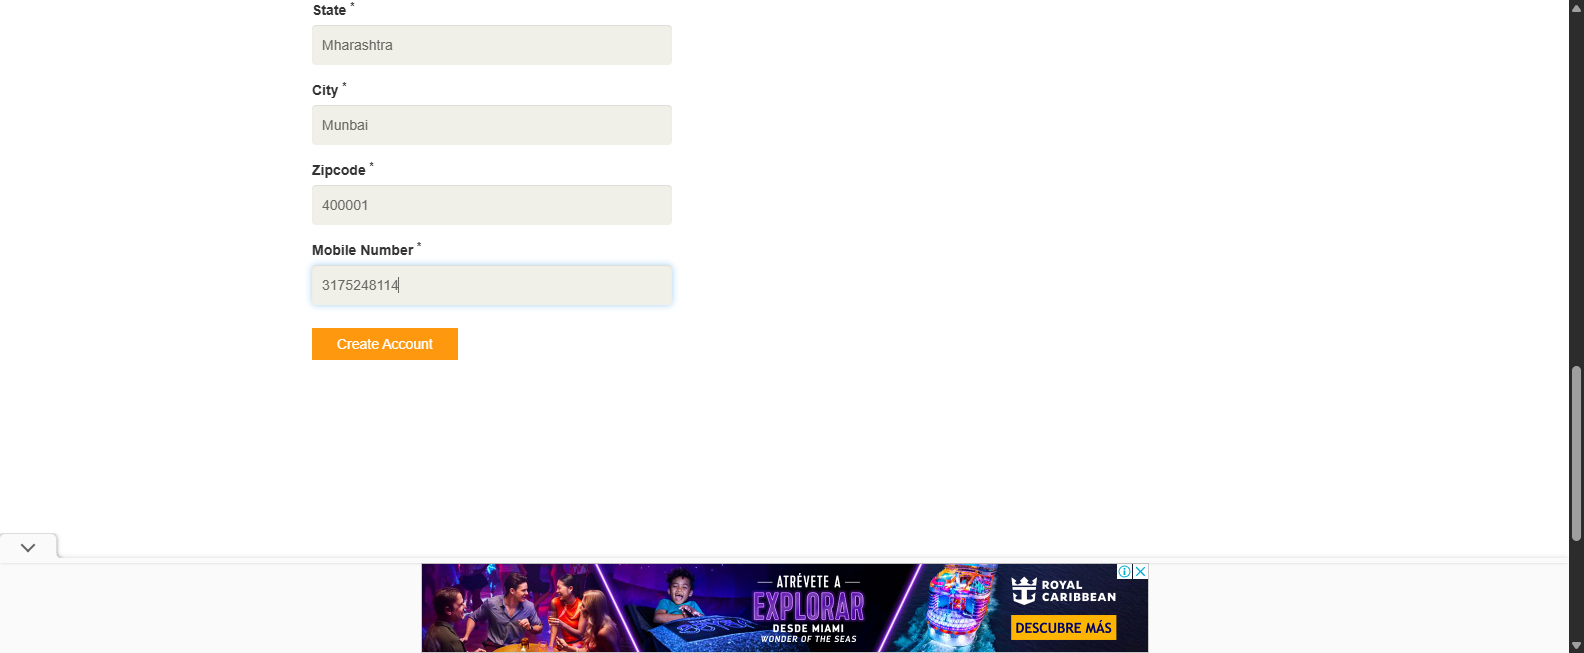 State *
Mharashtra
City *
Munbai
Zipcode *
400001
Mobile Number *
3175248114
Create Account
ATRÉVETE A
EXPLORAR
DESDE MIAMI
WONDER OF THE SEAS
ROYAL
CARIBBEAN
DESCUBRE MÁS